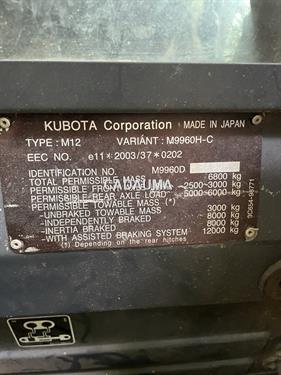 KUBOTA Corporation MADE IN JAPAN
TYPE : M12 VARIANT : M9960H-C
EEC NO. e11*2003/37*0202
IDENTIFICATION NO. M9960D
TOTAL PERMISSIBLE MASS 6800 kg
PERMISSIBLE FRONT AXLE LOAD (*) 2500-3000 kg
PERMISSIBLE REAR AXLE LOAD (*) 5000-6000 kg
PERMISSIBLE TOWABLE MASS (*)
-UNBRAKED TOWABLE MASS 3000 kg
-INDEPENDENTLY BRAKED 8000 kg
-INERTIA BRAKED 8000 kg
-WITH ASSISTED BRAKING SYSTEM 12000 kg
(*) Depending on the rear hitches